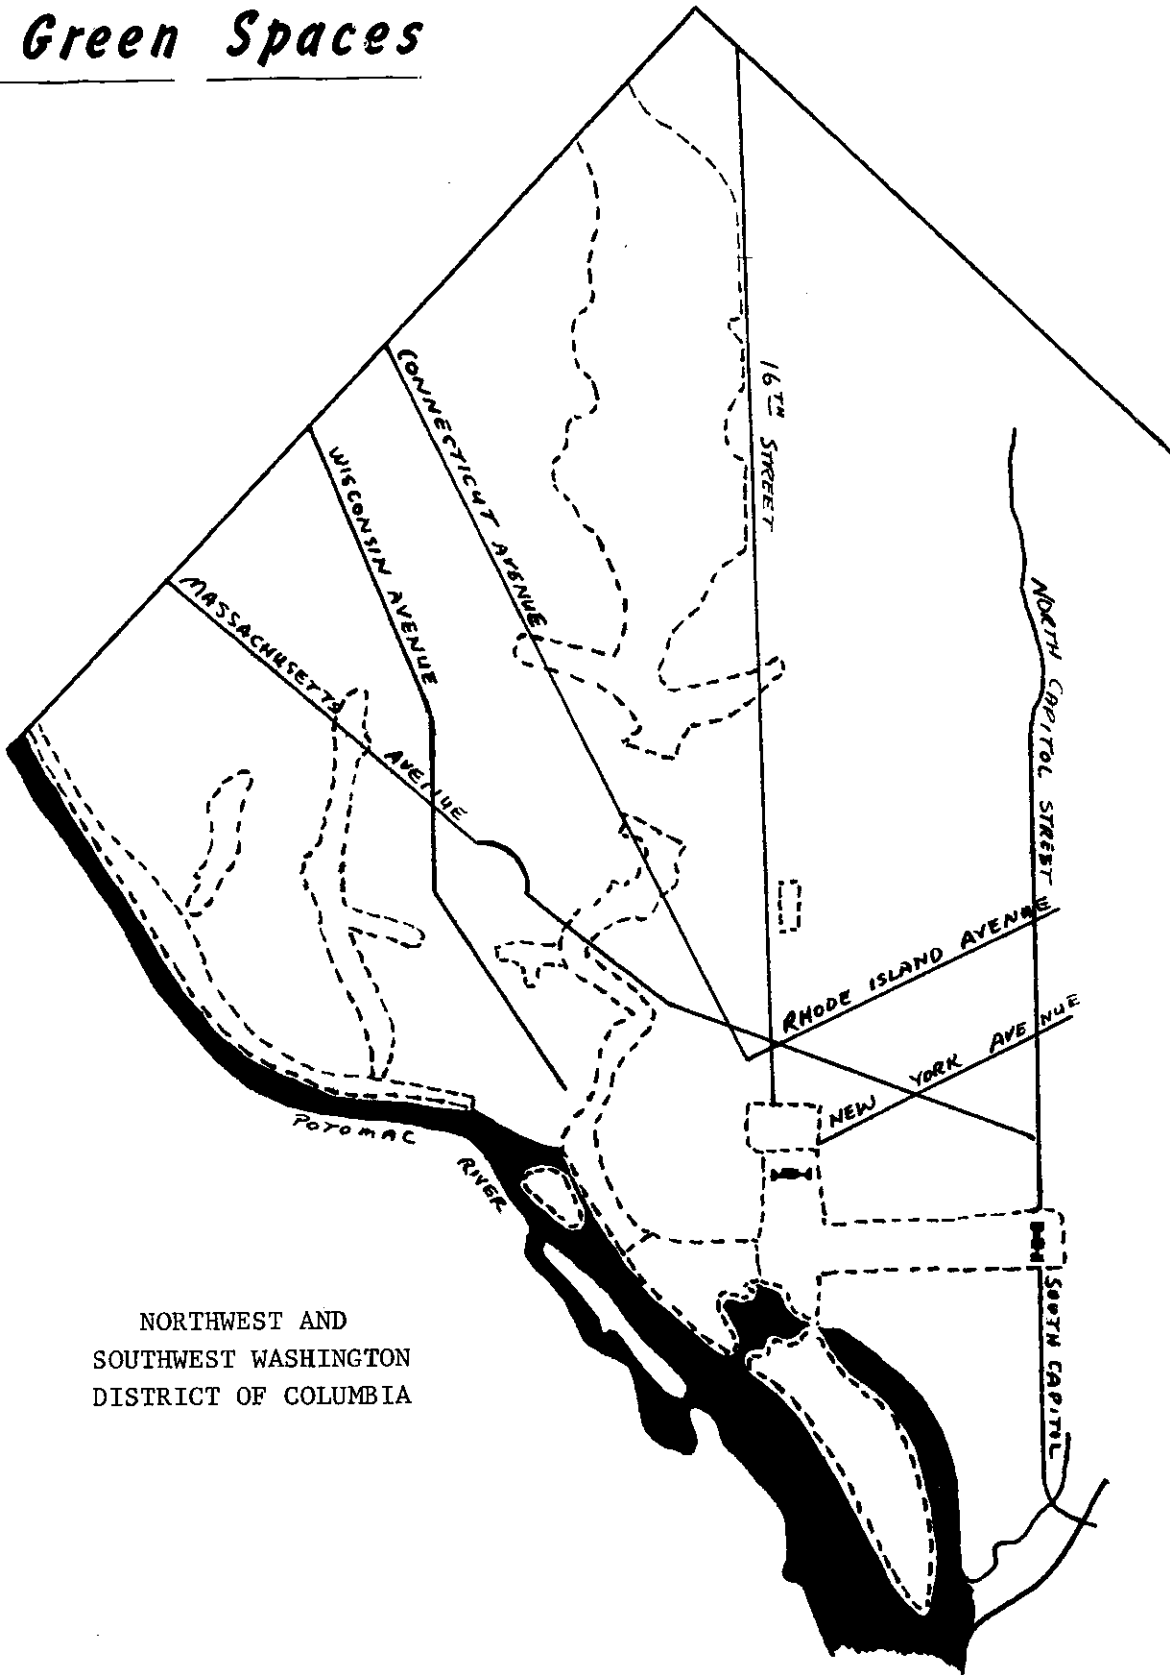 Green Spaces
CONNECTICUT AVENUE
16TH STREET
WISCONSIN AVENUE
MASSACHUSETTS AVENUE
NORTH CAPITOL STREET
RHODE ISLAND AVENUE
NEW YORK AVENUE
POTOMAC
RIVER
SOUTH CAPITOL
NORTHWEST AND
SOUTHWEST WASHINGTON
DISTRICT OF COLUMBIA